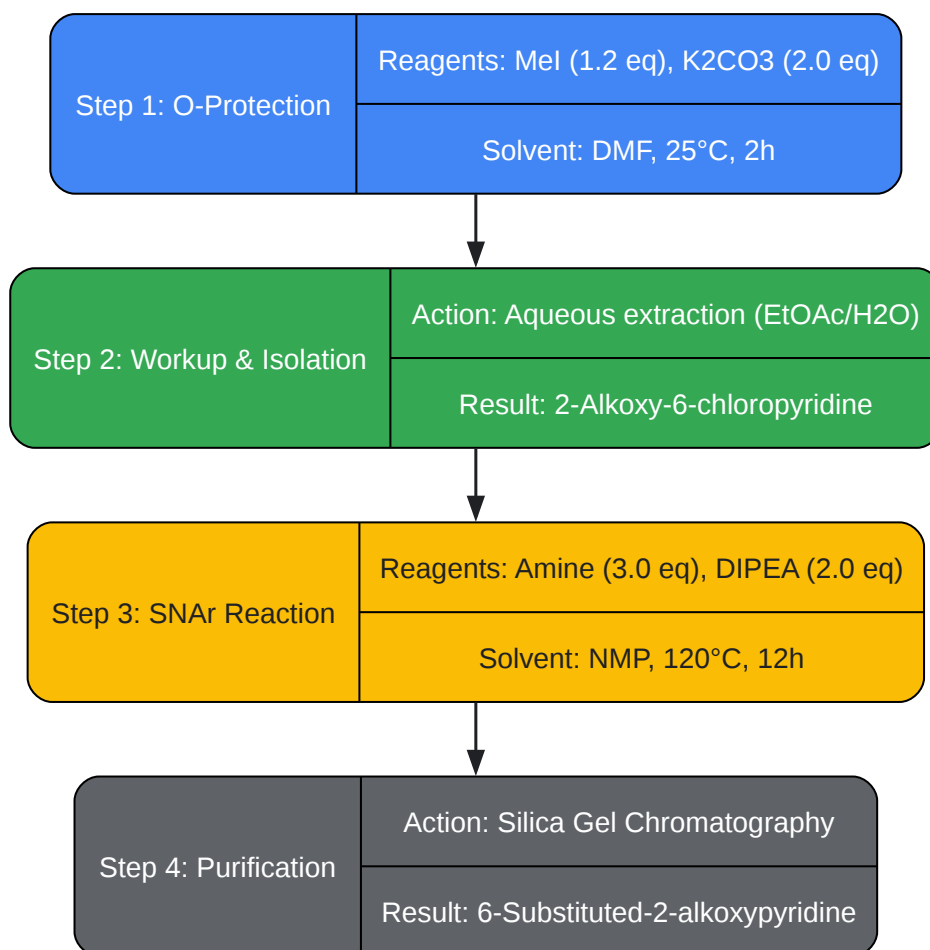 Step 1: O-Protection
Reagents: MeI (1.2 eq), K2CO3 (2.0 eq)
Solvent: DMF, 25°C, 2h
Step 2: Workup & Isolation
Action: Aqueous extraction (EtOAc/H2O)
Result: 2-Alkoxy-6-chloropyridine
Step 3: SNAr Reaction
Reagents: Amine (3.0 eq), DIPEA (2.0 eq)
Solvent: NMP, 120°C, 12h
Step 4: Purification
Action: Silica Gel Chromatography
Result: 6-Substituted-2-alkoxypyridine